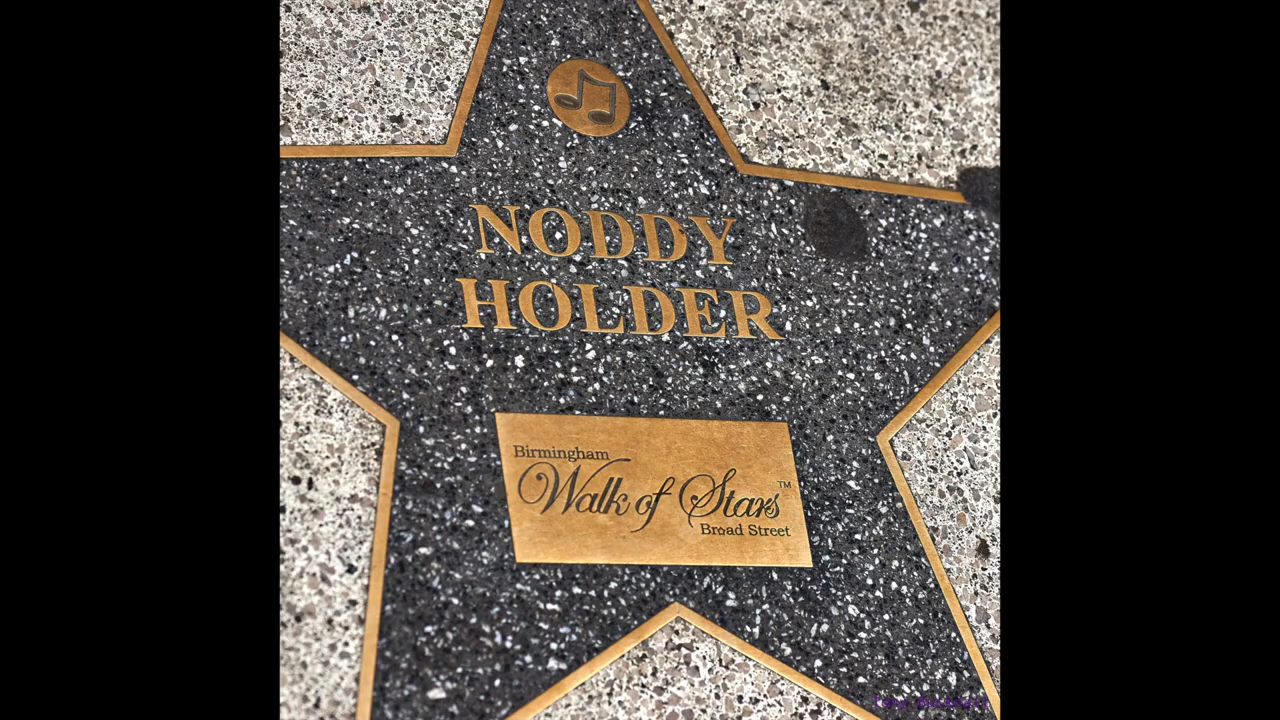 NODDY
HOLDER
Birmingham
Walk of Stars™
Broad Street